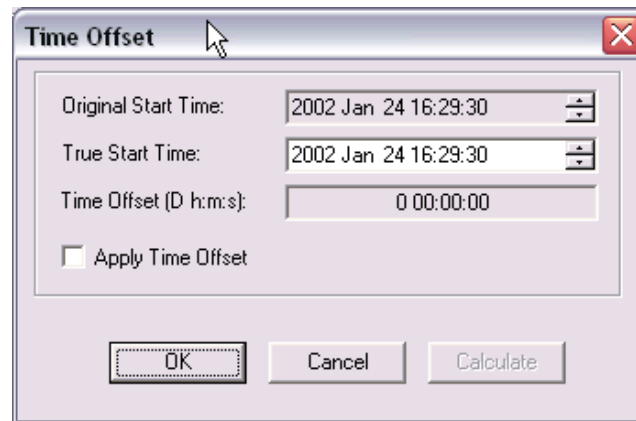 Time Offset
Original Start Time: 2002 Jan 24 16:29:30
True Start Time: 2002 Jan 24 16:29:30
Time Offset (D h:m:s): 0 00:00:00
Apply Time Offset
OK Cancel Calculate